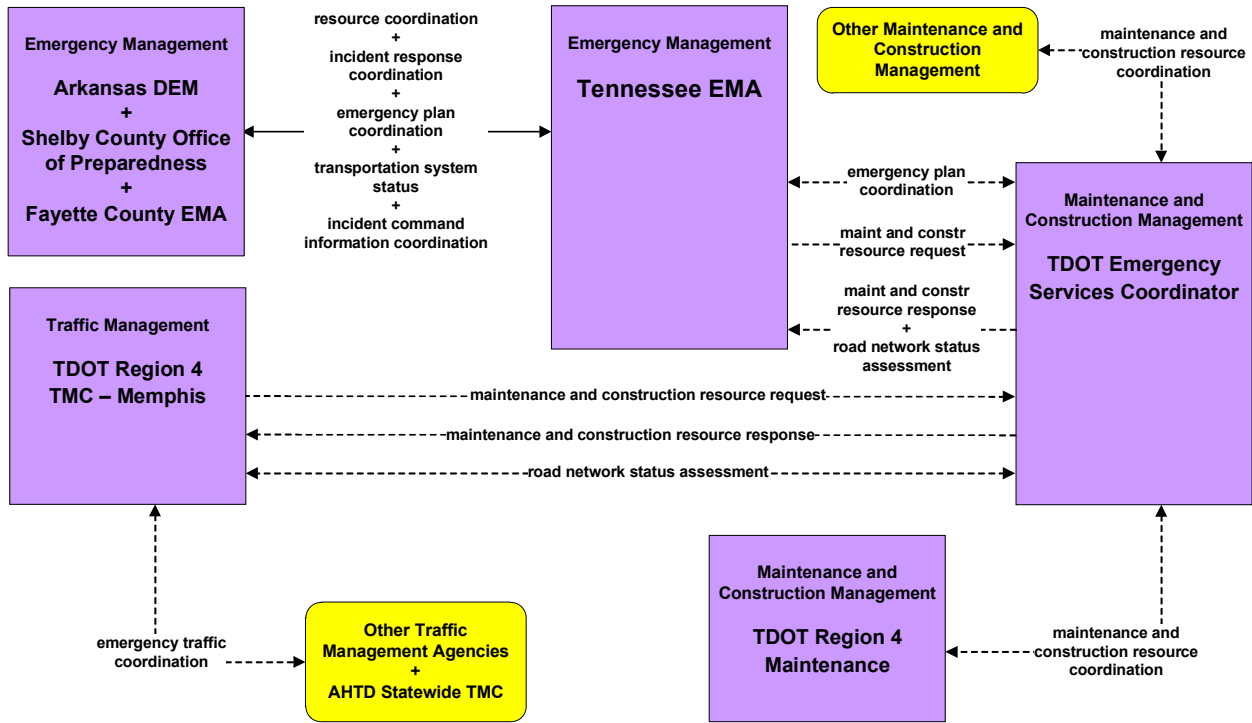 Emergency Management
Arkansas DEM
+
Shelby County Office
of Preparedness
+
Fayette County EMA
resource coordination
+
incident response
coordination
+
emergency plan
coordination
+
transportation system
status
+
incident command
information coordination
Emergency Management
Tennessee EMA
Other Maintenance and
Construction
Management
maintenance and
construction resource
coordination
emergency plan
coordination
maint and constr
resource request
maint and constr
resource response
+
road network status
assessment
Maintenance and
Construction Management
TDOT Emergency
Services Coordinator
Traffic Management
TDOT Region 4
TMC – Memphis
maintenance and construction resource request
maintenance and construction resource response
road network status assessment
emergency traffic
coordination
Other Traffic
Management Agencies
+
AHTD Statewide TMC
Maintenance and
Construction Management
TDOT Region 4
Maintenance
maintenance and
construction resource
coordination